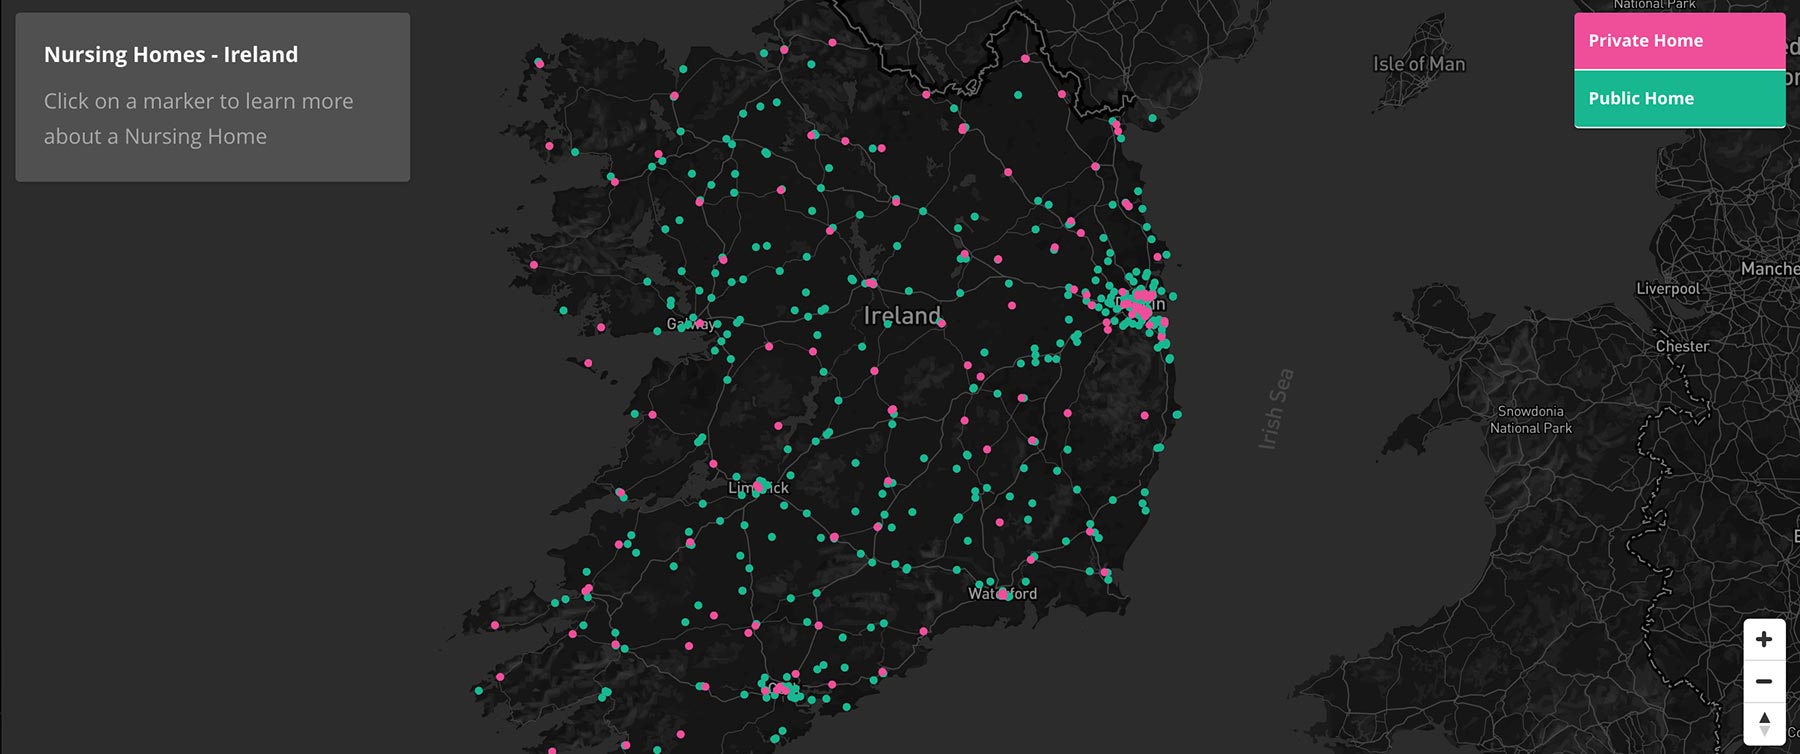 Nursing Homes - Ireland
Click on a marker to learn more
about a Nursing Home
National Park
Private Home
Public Home
Isle of Man
Manche
Liverpool
Ireland
Galway
Chester
Irish Sea
Snowdonia
National Park
Limerick
Waterford